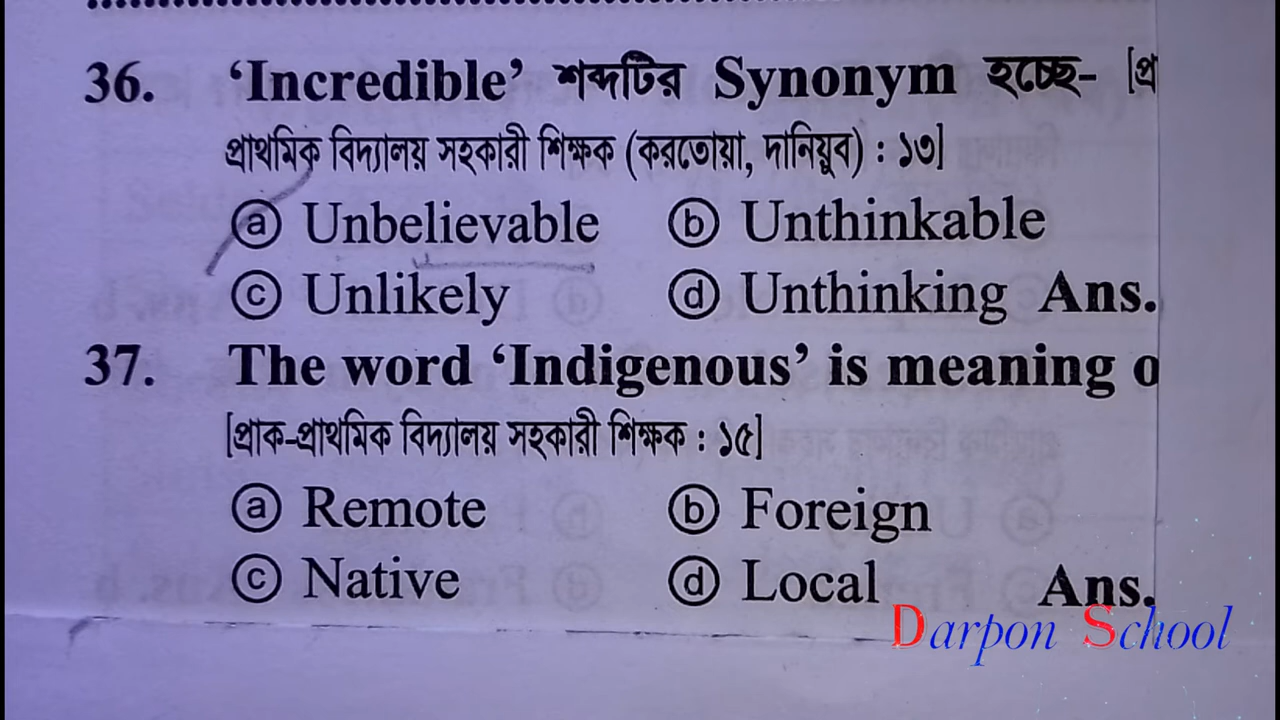 36. ‘Incredible’ শব্দটির Synonym হচ্ছে- [প্র
প্রাথমিক বিদ্যালয় সহকারী শিক্ষক (করতোয়া, দানিয়ুব) : ১৩]
ⓐ Unbelievable ⓑ Unthinkable
ⓒ Unlikely ⓓ Unthinking Ans.
37. The word ‘Indigenous’ is meaning o
[প্রাক-প্রাথমিক বিদ্যালয় সহকারী শিক্ষক : ১৫]
ⓐ Remote ⓑ Foreign
ⓒ Native ⓓ Local Ans.
Darpon School